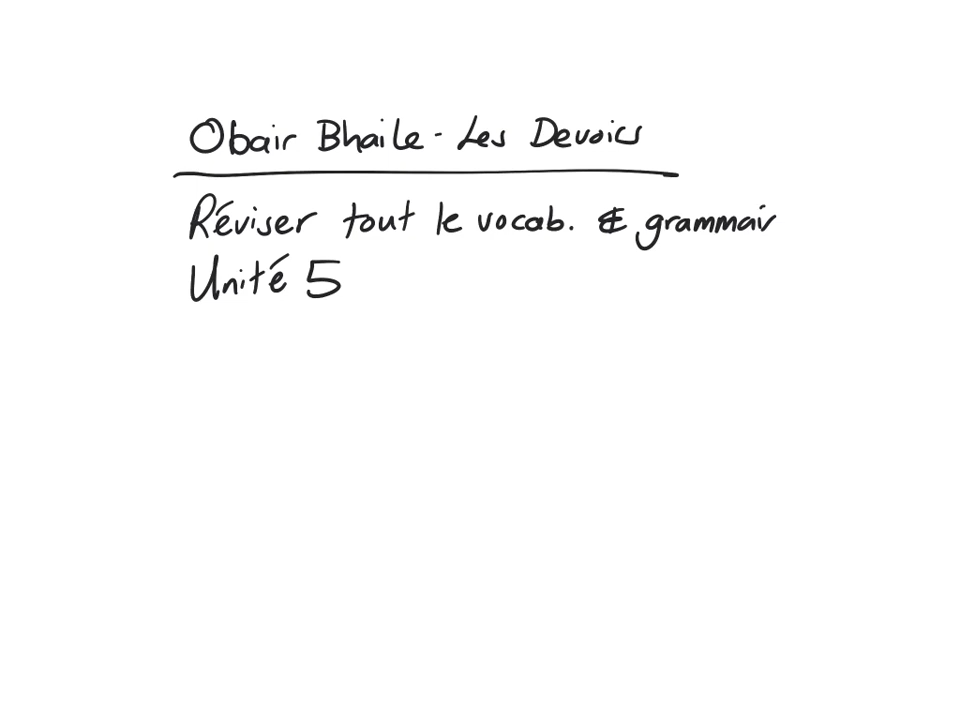 Obair Bhaile - Les Devoirs
Réviser tout le vocab. & grammair
Unité 5